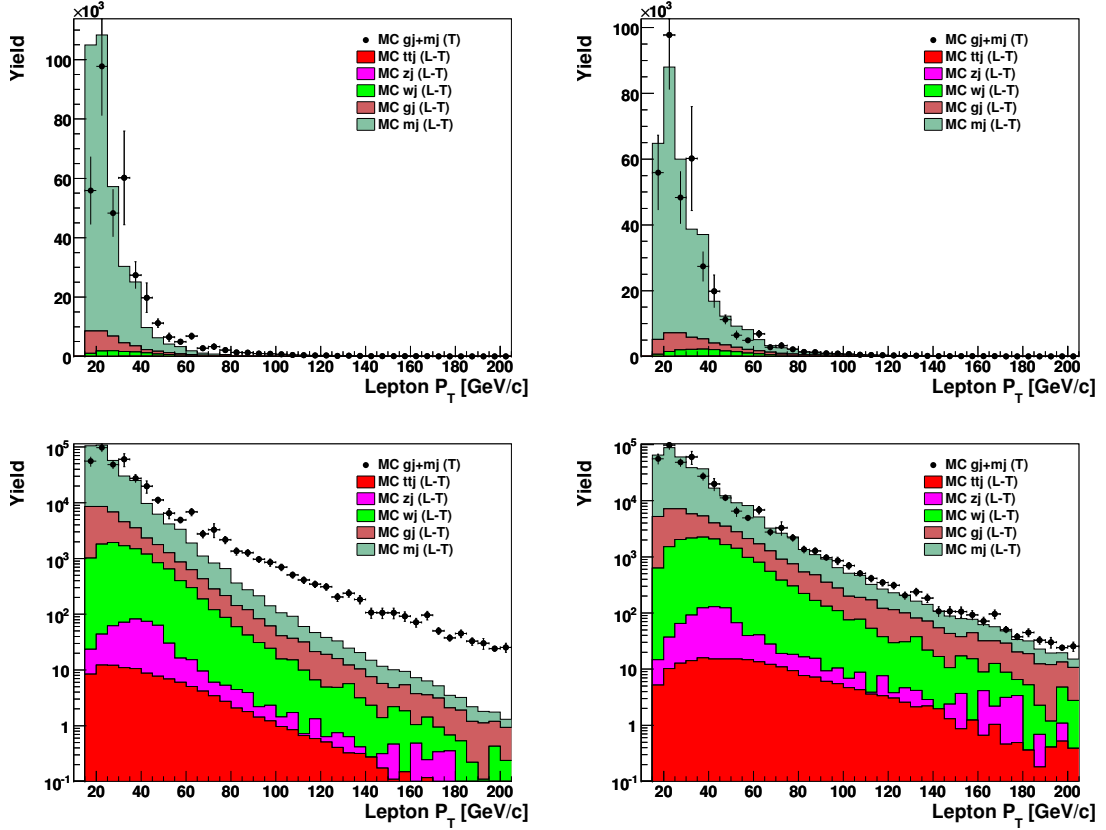 ×10³
Yield
100
80
60
40
20
0
MC gj+mj (T)
MC ttj (L-T)
MC zj (L-T)
MC wj (L-T)
MC gj (L-T)
MC mj (L-T)
20 40 60 80 100 120 140 160 180 200
Lepton P_T [GeV/c]
×10³
Yield
100
80
60
40
20
0
MC gj+mj (T)
MC ttj (L-T)
MC zj (L-T)
MC wj (L-T)
MC gj (L-T)
MC mj (L-T)
20 40 60 80 100 120 140 160 180 200
Lepton P_T [GeV/c]
Yield
10⁵
10⁴
10³
10²
10
1
10⁻¹
MC gj+mj (T)
MC ttj (L-T)
MC zj (L-T)
MC wj (L-T)
MC gj (L-T)
MC mj (L-T)
20 40 60 80 100 120 140 160 180 200
Lepton P_T [GeV/c]
Yield
10⁵
10⁴
10³
10²
10
1
10⁻¹
MC gj+mj (T)
MC ttj (L-T)
MC zj (L-T)
MC wj (L-T)
MC gj (L-T)
MC mj (L-T)
20 40 60 80 100 120 140 160 180 200
Lepton P_T [GeV/c]